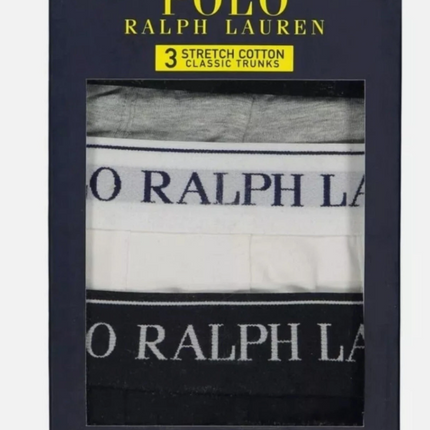 POLO
RALPH LAUREN
3 STRETCH COTTON
CLASSIC TRUNKS
O RALPH LA
O RALPH LA